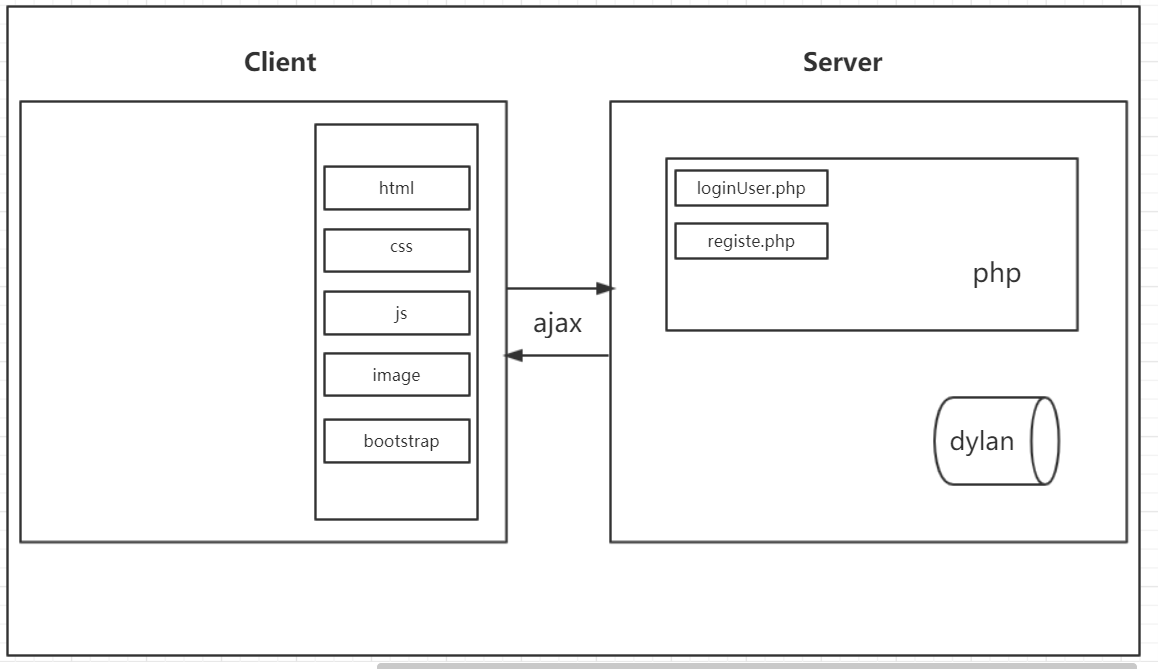 Client
Server
html
css
js
image
bootstrap
ajax
loginUser.php
registe.php
php
dylan